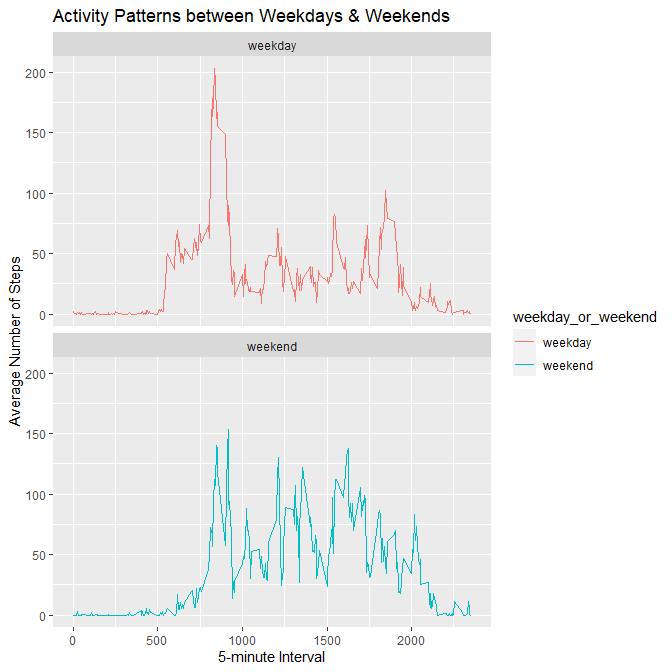 Activity Patterns between Weekdays & Weekends
weekday
200
150
100
50
0
weekend
200
150
100
50
0
Average Number of Steps
0 500 1000 1500 2000
5-minute Interval
weekday_or_weekend
weekday
weekend